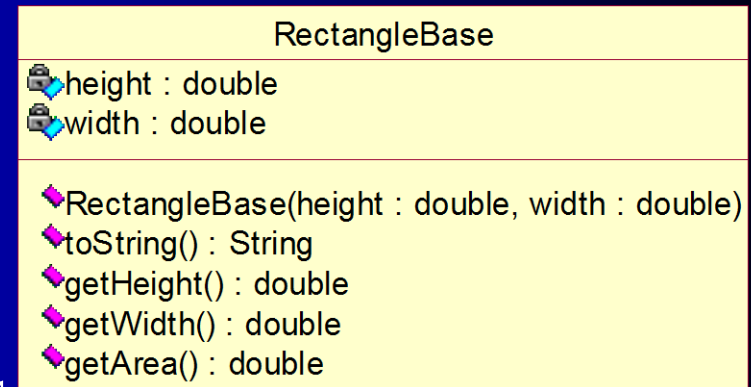 RectangleBase
height : double
width : double
RectangleBase(height : double, width : double)
toString() : String
getHeight() : double
getWidth() : double
getArea() : double